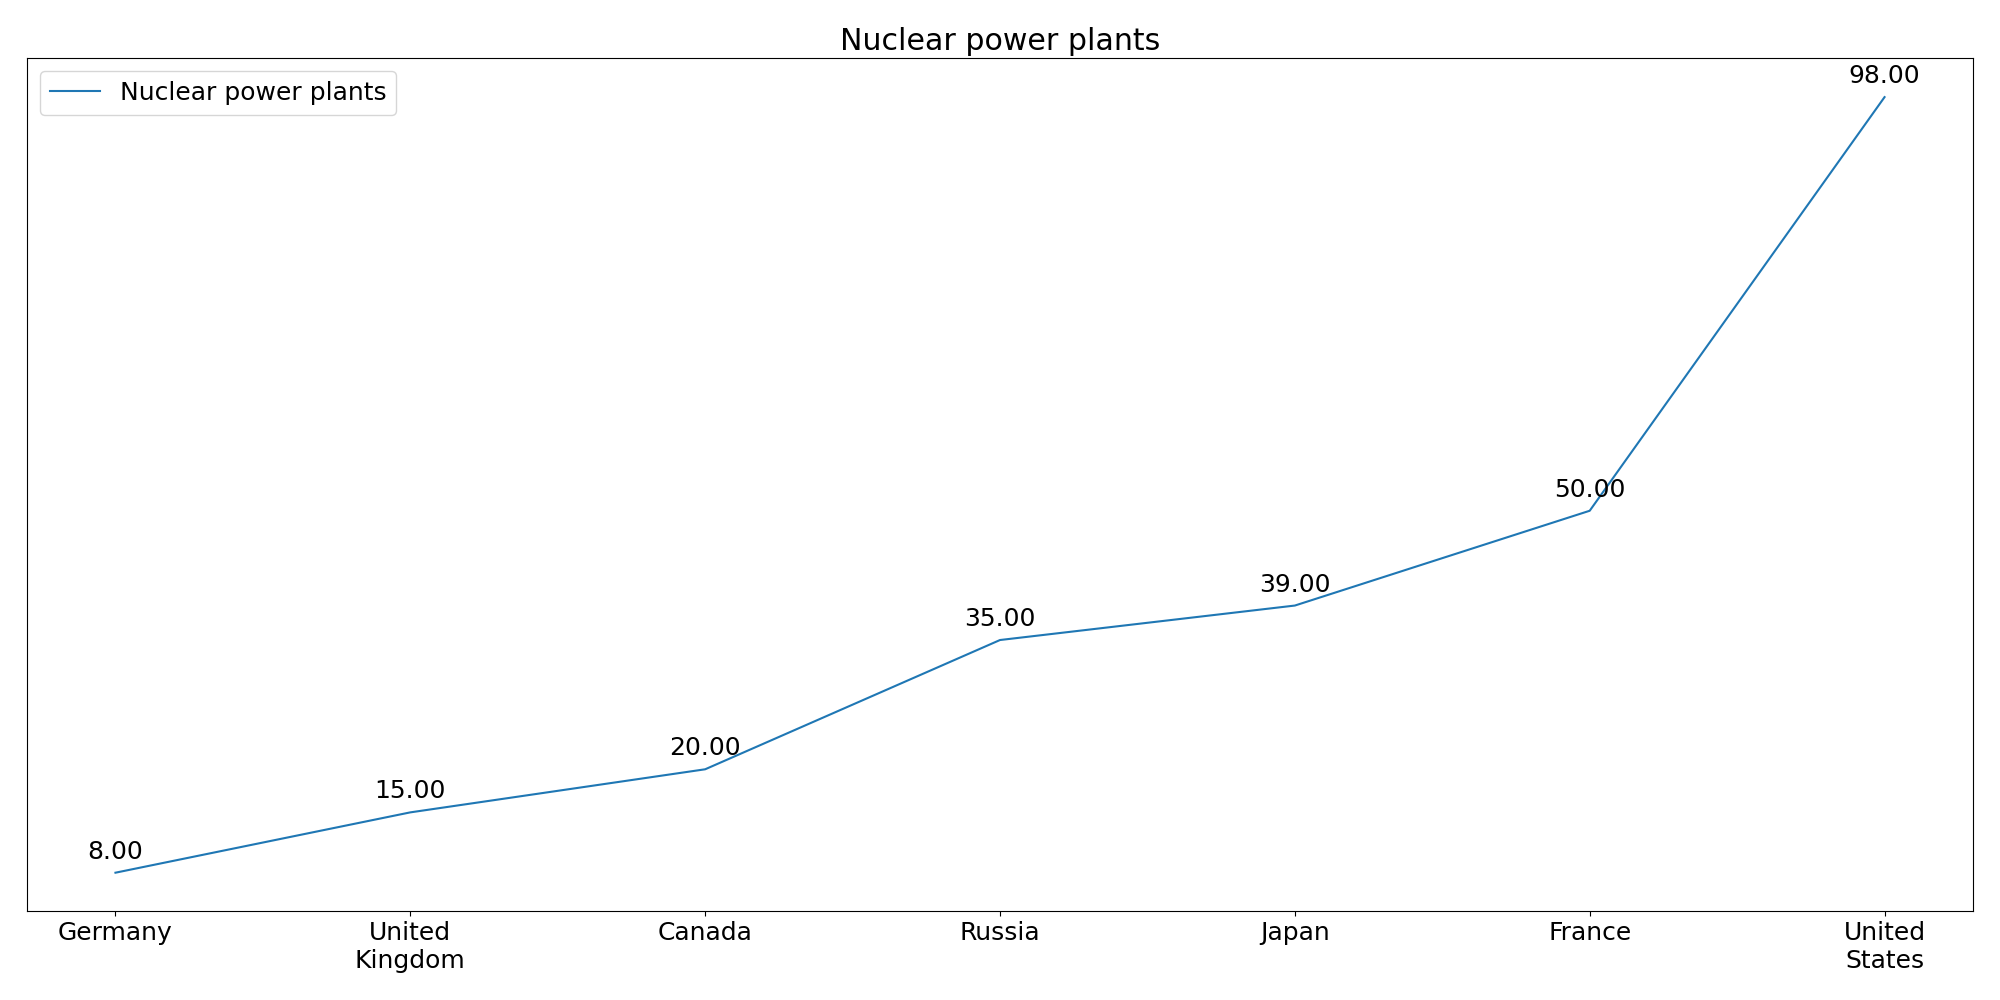 Nuclear power plants
Nuclear power plants
98.00
50.00
39.00
35.00
20.00
15.00
8.00
Germany
United
Kingdom
Canada
Russia
Japan
France
United
States